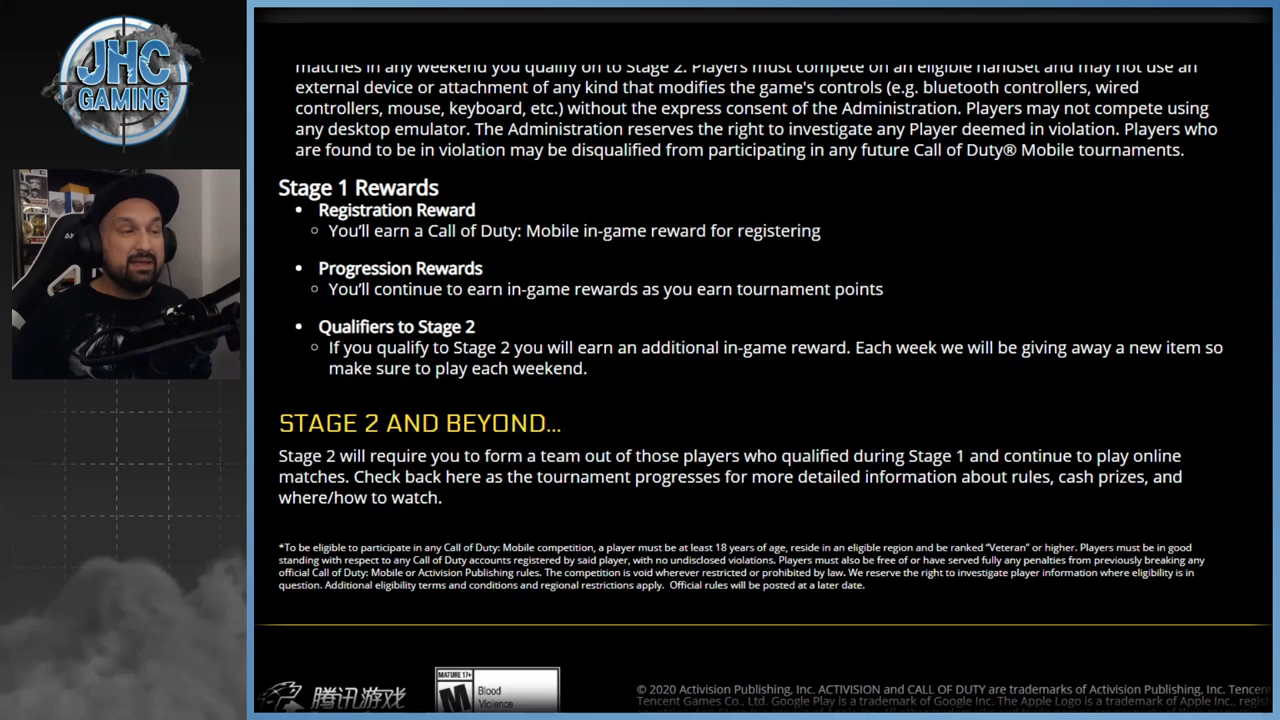 JHC
GAMING
matches in any weekend you qualify on to Stage 2. Players must compete on an eligible handset and may not use an
external device or attachment of any kind that modifies the game's controls (e.g. bluetooth controllers, wired
controllers, mouse, keyboard, etc.) without the express consent of the Administration. Players may not compete using
any desktop emulator. The Administration reserves the right to investigate any Player deemed in violation. Players who
are found to be in violation may be disqualified from participating in any future Call of Duty® Mobile tournaments.
Stage 1 Rewards
• Registration Reward
○ You'll earn a Call of Duty: Mobile in-game reward for registering
• Progression Rewards
○ You'll continue to earn in-game rewards as you earn tournament points
• Qualifiers to Stage 2
○ If you qualify to Stage 2 you will earn an additional in-game reward. Each week we will be giving away a new item so
make sure to play each weekend.
STAGE 2 AND BEYOND...
Stage 2 will require you to form a team out of those players who qualified during Stage 1 and continue to play online
matches. Check back here as the tournament progresses for more detailed information about rules, cash prizes, and
where/how to watch.
*To be eligible to participate in any Call of Duty: Mobile competition, a player must be at least 18 years of age, reside in an eligible region and be ranked “Veteran” or higher. Players must be in good
standing with respect to any Call of Duty accounts registered by said player, with no undisclosed violations. Players must also be free of or have served fully any penalties from previously breaking any
official Call of Duty: Mobile or Activision Publishing rules. The competition is void wherever restricted or prohibited by law. We reserve the right to investigate player information where eligibility is in
question. Additional eligibility terms and conditions and regional restrictions apply. Official rules will be posted at a later date.
腾讯游戏
MATURE 17+
M
Blood
Violence
© 2020 Activision Publishing, Inc. ACTIVISION and CALL OF DUTY are trademarks of Activision Publishing, Inc. Tencent
Tencent Games Co., Ltd. Google Play is a trademark of Google Inc. The Apple Logo is a trademark of Apple Inc., regist